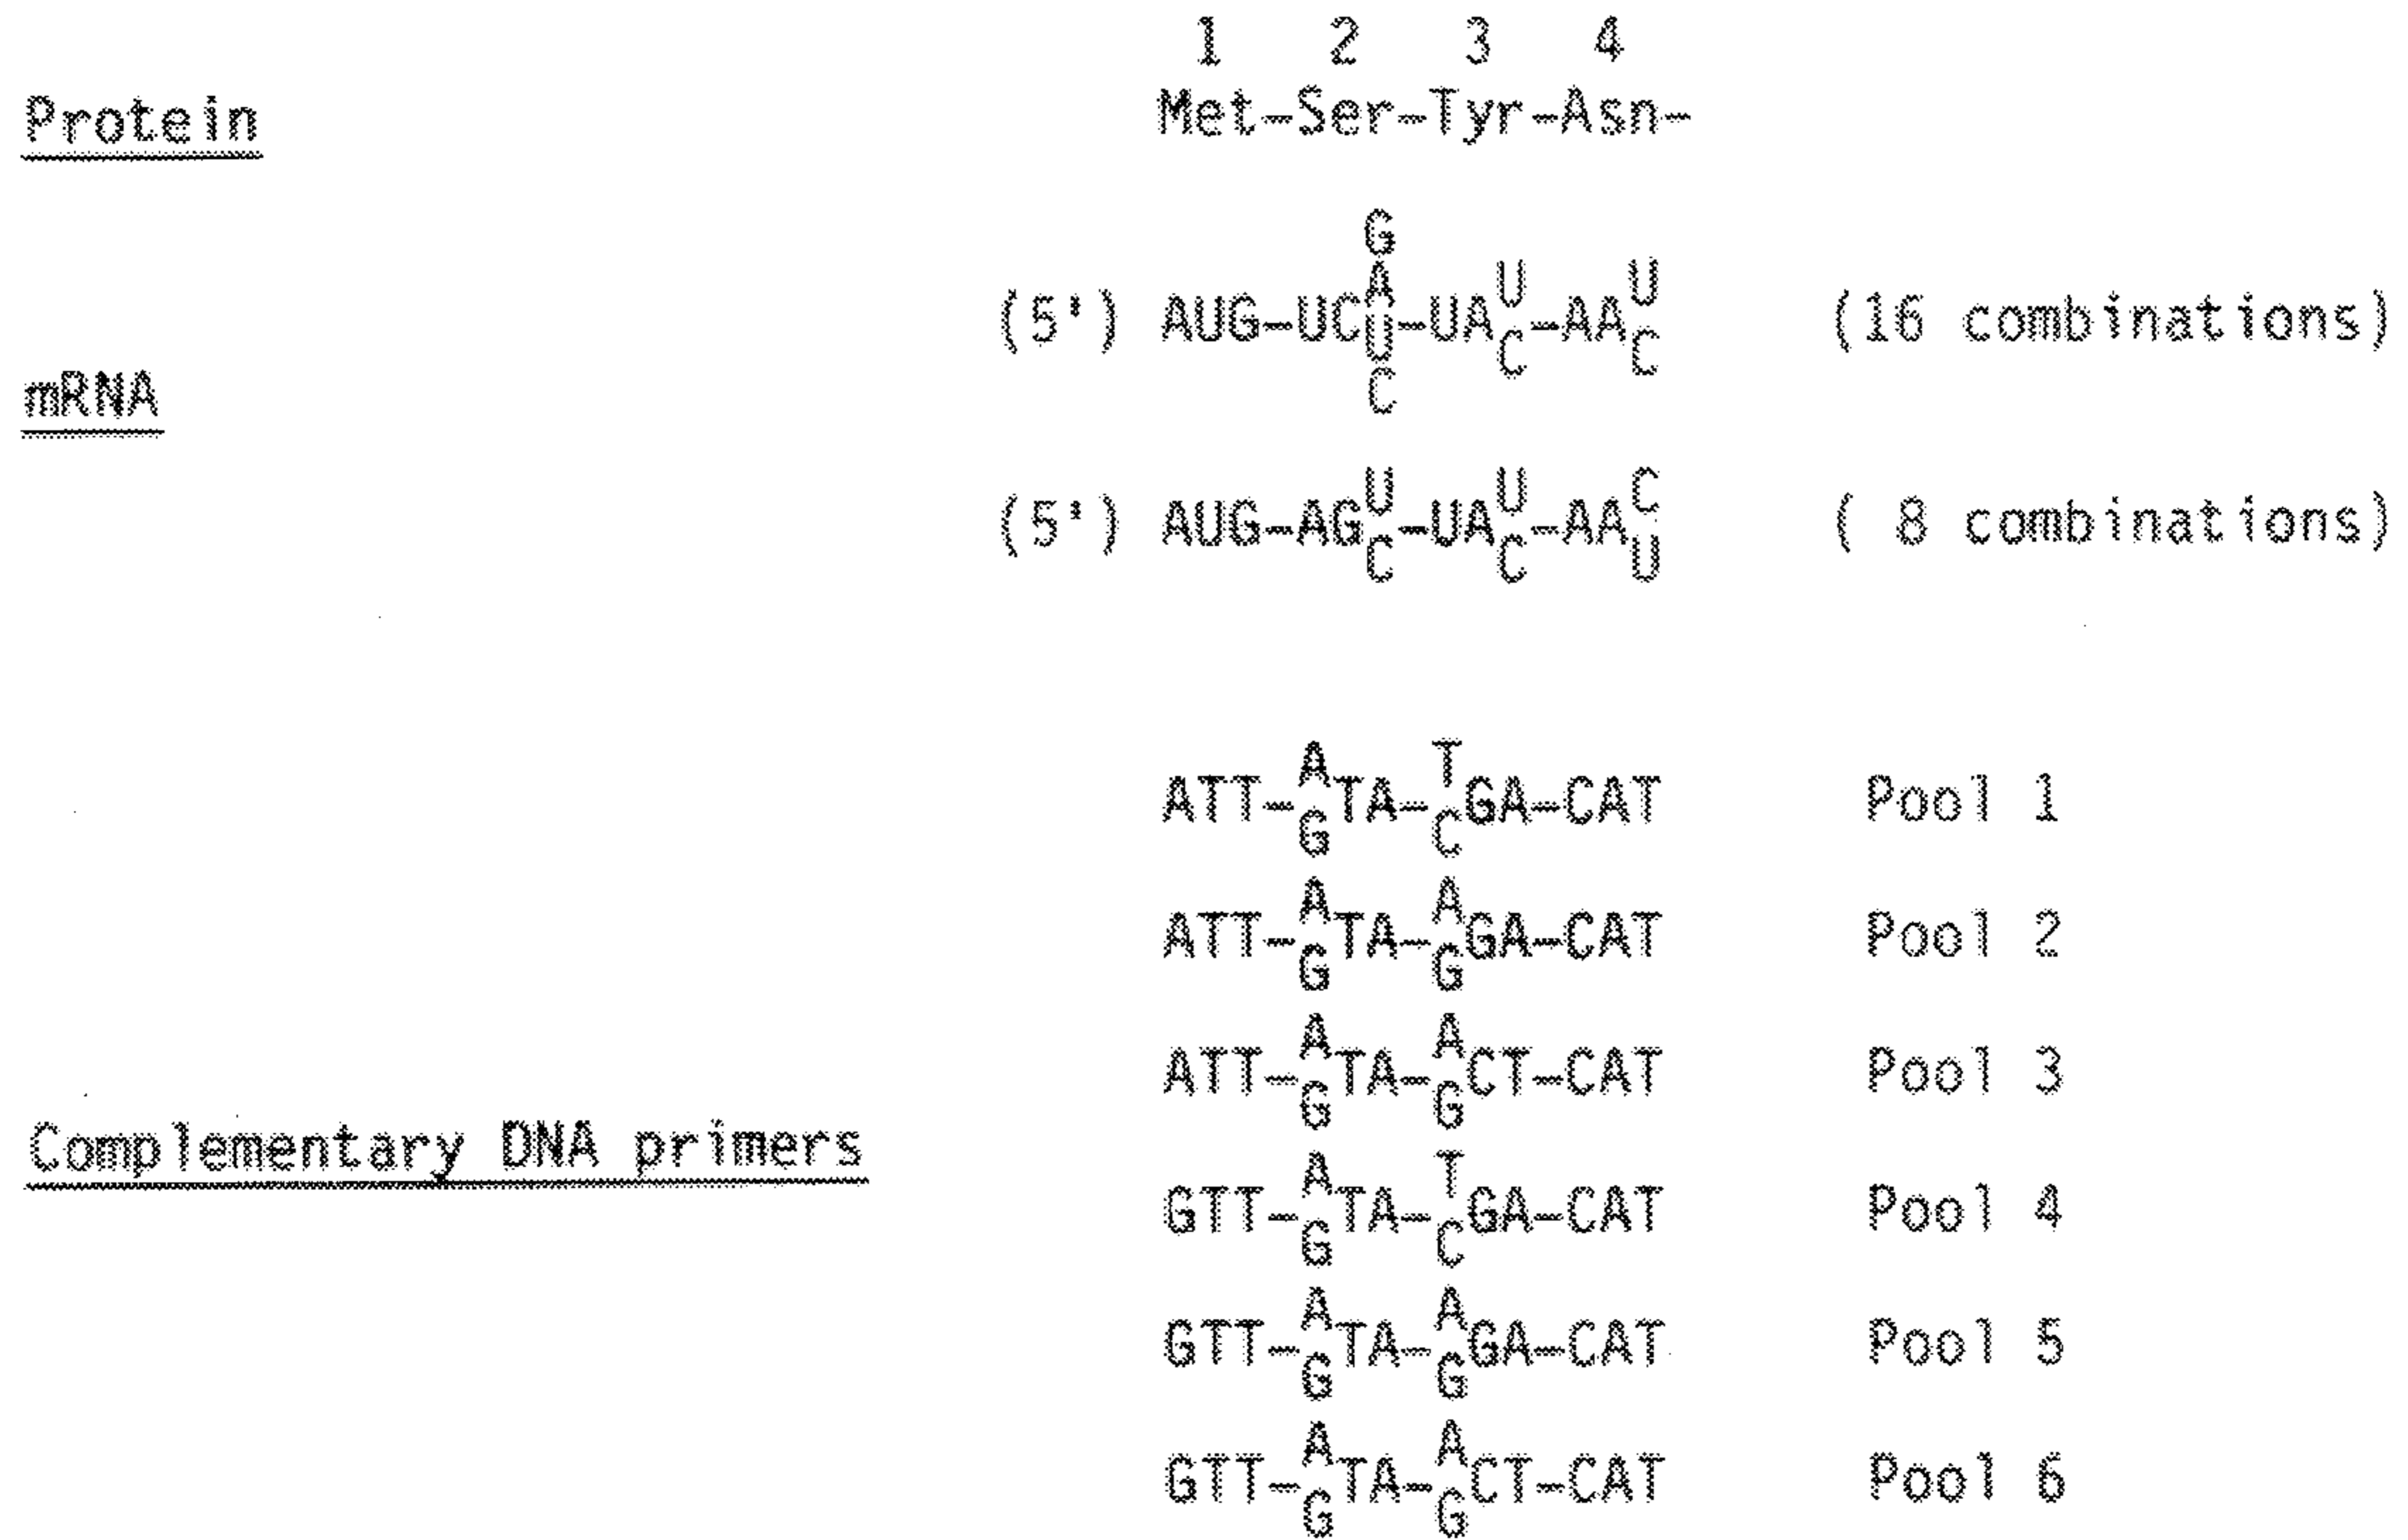 1 2 3 4
Protein Met-Ser-Tyr-Asn-
G
A U U
(5') AUG-UC U -UA -AA (16 combinations)
C C
C
mRNA
U U C
(5') AUG-AG -UA -AA ( 8 combinations)
C C U
A T
ATT- TA- GA-CAT Pool 1
G C
A A
ATT- TA- GA-CAT Pool 2
G G
A A
ATT- TA- CT-CAT Pool 3
G G
Complementary DNA primers
A T
GTT- TA- GA-CAT Pool 4
G C
A A
GTT- TA- GA-CAT Pool 5
G G
A A
GTT- TA- CT-CAT Pool 6
G G